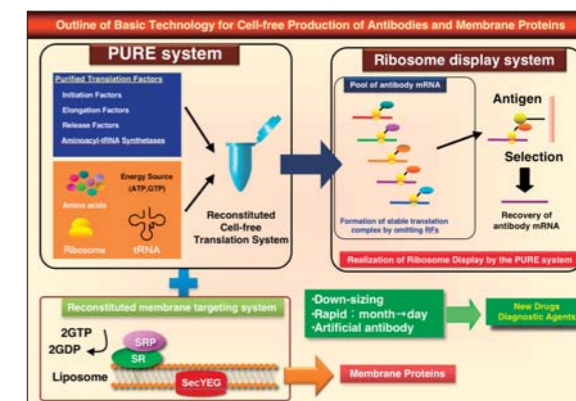 Outline of Basic Technology for Cell-free Production of Antibodies and Membrane Proteins
PURE system
Purified Translation Factors
Initiation Factors
Elongation Factors
Release Factors
Aminoacyl-tRNA Synthetases
Energy Source
(ATP,GTP)
Amino acids
Ribosome
tRNA
Reconstituted
Cell-free
Translation System
Ribosome display system
Pool of antibody mRNA
Antigen
Selection
Recovery of
antibody mRNA
Formation of stable translation
complex by omitting RFs
Realization of Ribosome Display by the PURE system
Reconstituted membrane targeting system
2GTP
2GDP
SRP
SR
Liposome
SecYEG
•Down-sizing
•Rapid：month→day
•Artificial antibody
New Drugs
Diagnostic Agents
Membrane Proteins